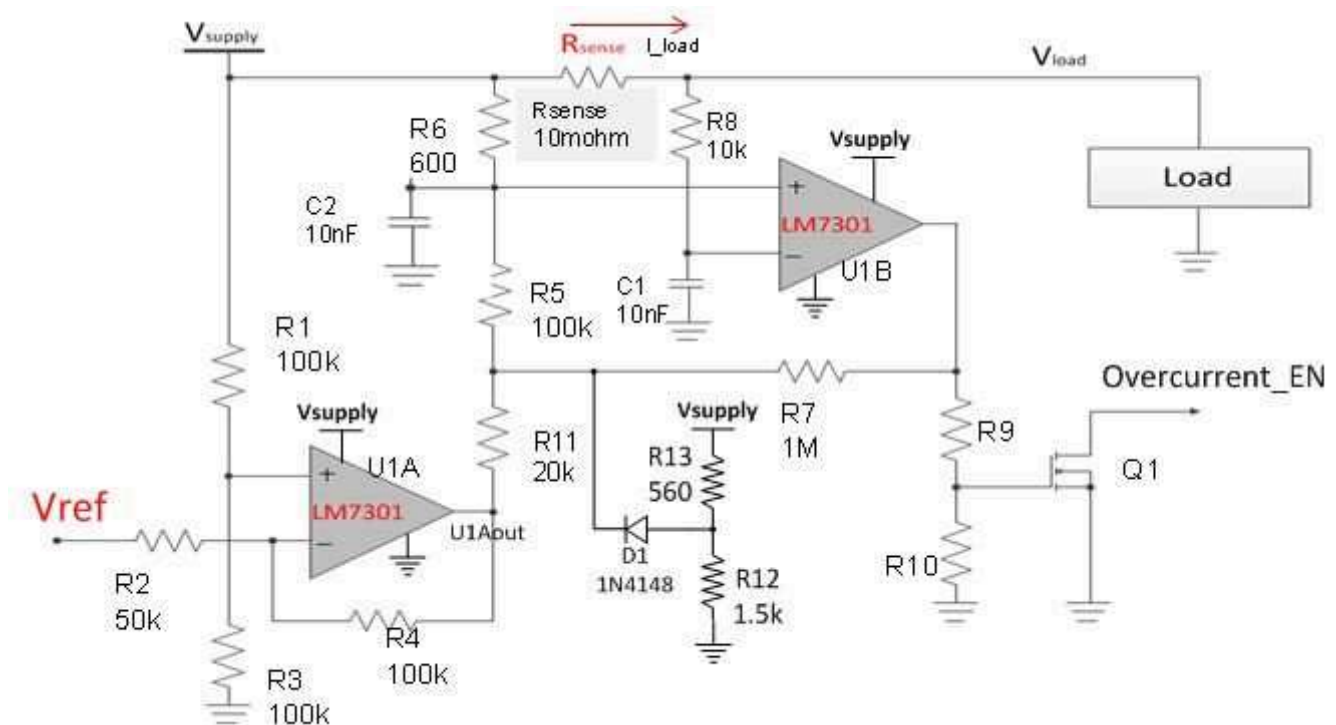 Vsupply
Rsense
I_load
Vload
Rsense
10mohm
R6
600
R8
10k
Vsupply
Load
C2
10nF
+
LM7301
−
U1B
C1
10nF
R5
100k
R1
100k
Overcurrent_EN
Vsupply
R7
1M
Vsupply
R9
R11
20k
R13
560
Q1
U1A
+
LM7301
−
Vref
U1Aout
D1
1N4148
R12
1.5k
R10
R2
50k
R4
100k
R3
100k